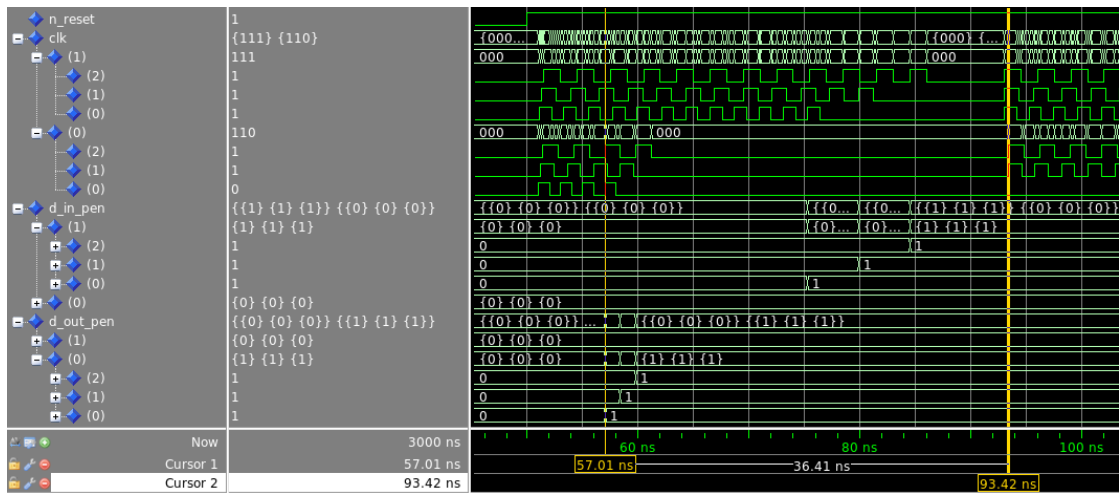 n_reset 1
clk {111} {110} {000... {000} {...
(1) 111 000 000
(2) 1
(1) 1
(0) 1
(0) 110 000 000
(2) 1
(1) 1
(0) 0
d_in_pen {{1} {1} {1}} {{0} {0} {0}} {{0} {0} {0}} {{0} {0} {0}} {{0... {{0... {{1} {1} {1}} {{0} {0} {0}}
(1) {1} {1} {1} {0} {0} {0} {0}... {0}... {1} {1} {1}
(2) 1 0 1
(1) 1 0 1
(0) 1 0 1
(0) {0} {0} {0} {0} {0} {0}
d_out_pen {{0} {0} {0}} {{1} {1} {1}} {{0} {0} {0}} ... {{0} {0} {0}} {{1} {1} {1}}
(1) {0} {0} {0} {0} {0} {0}
(0) {1} {1} {1} {0} {0} {0} {1} {1} {1}
(2) 1 0 1
(1) 1 0 1
(0) 1 0 1
Now 3000 ns 60 ns 80 ns 100 ns
Cursor 1 57.01 ns 57.01 ns 36.41 ns
Cursor 2 93.42 ns 93.42 ns